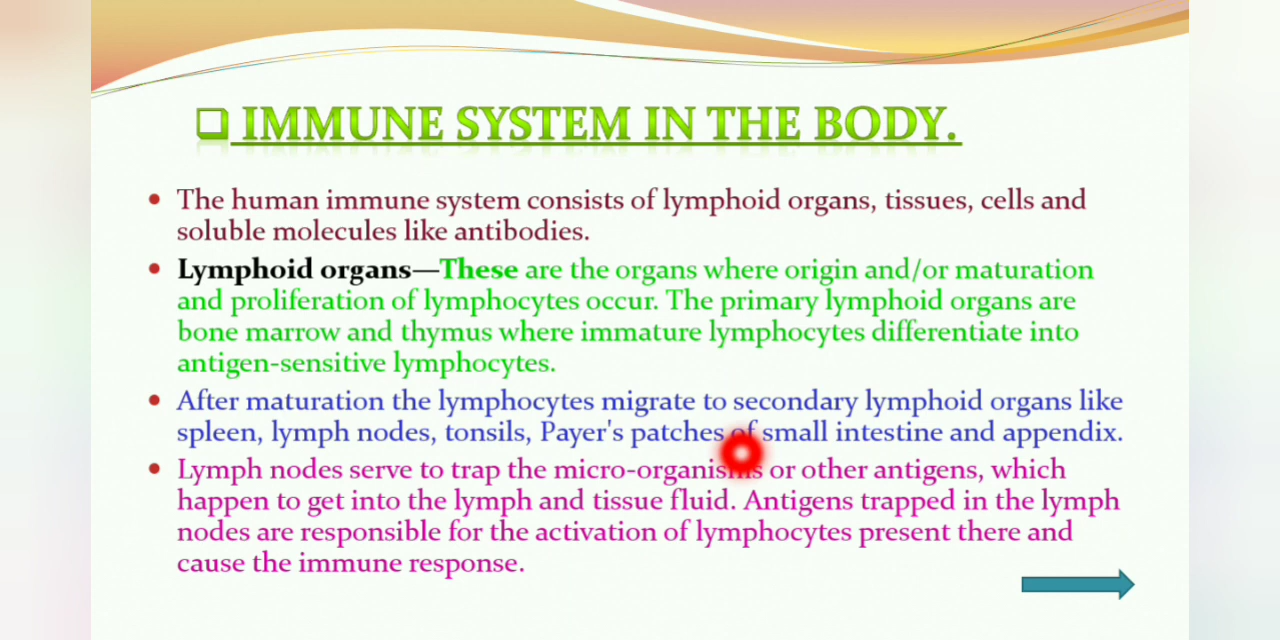 IMMUNE SYSTEM IN THE BODY.
The human immune system consists of lymphoid organs, tissues, cells and
soluble molecules like antibodies.
Lymphoid organs—These are the organs where origin and/or maturation
and proliferation of lymphocytes occur. The primary lymphoid organs are
bone marrow and thymus where immature lymphocytes differentiate into
antigen-sensitive lymphocytes.
After maturation the lymphocytes migrate to secondary lymphoid organs like
spleen, lymph nodes, tonsils, Payer's patches of small intestine and appendix.
Lymph nodes serve to trap the micro-organisms or other antigens, which
happen to get into the lymph and tissue fluid. Antigens trapped in the lymph
nodes are responsible for the activation of lymphocytes present there and
cause the immune response.